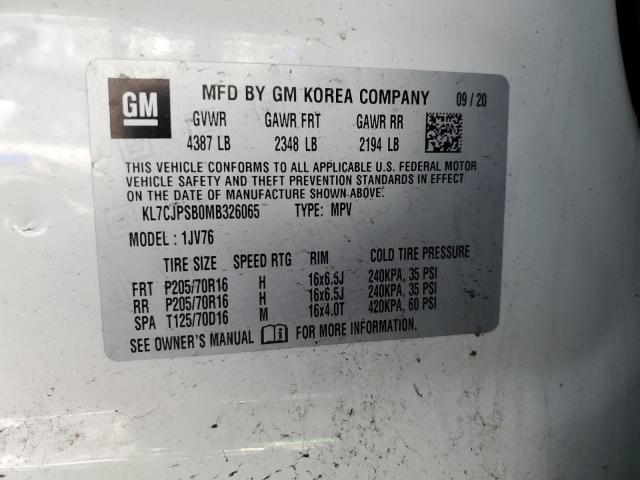 GM MFD BY GM KOREA COMPANY 09/20
GVWR GAWR FRT GAWR RR
4387 LB 2348 LB 2194 LB
THIS VEHICLE CONFORMS TO ALL APPLICABLE U.S. FEDERAL MOTOR
VEHICLE SAFETY AND THEFT PREVENTION STANDARDS IN EFFECT
ON THE DATE OF MANUFACTURE SHOWN ABOVE:
KL7CJPSB0MB326065 TYPE: MPV
MODEL: 1JV76
TIRE SIZE SPEED RTG RIM COLD TIRE PRESSURE
FRT P205/70R16 H 16x6.5J 240KPA, 35 PSI
RR P205/70R16 H 16x6.5J 240KPA, 35 PSI
SPA T125/70D16 M 16x4.0T 420KPA, 60 PSI
SEE OWNER'S MANUAL FOR MORE INFORMATION.